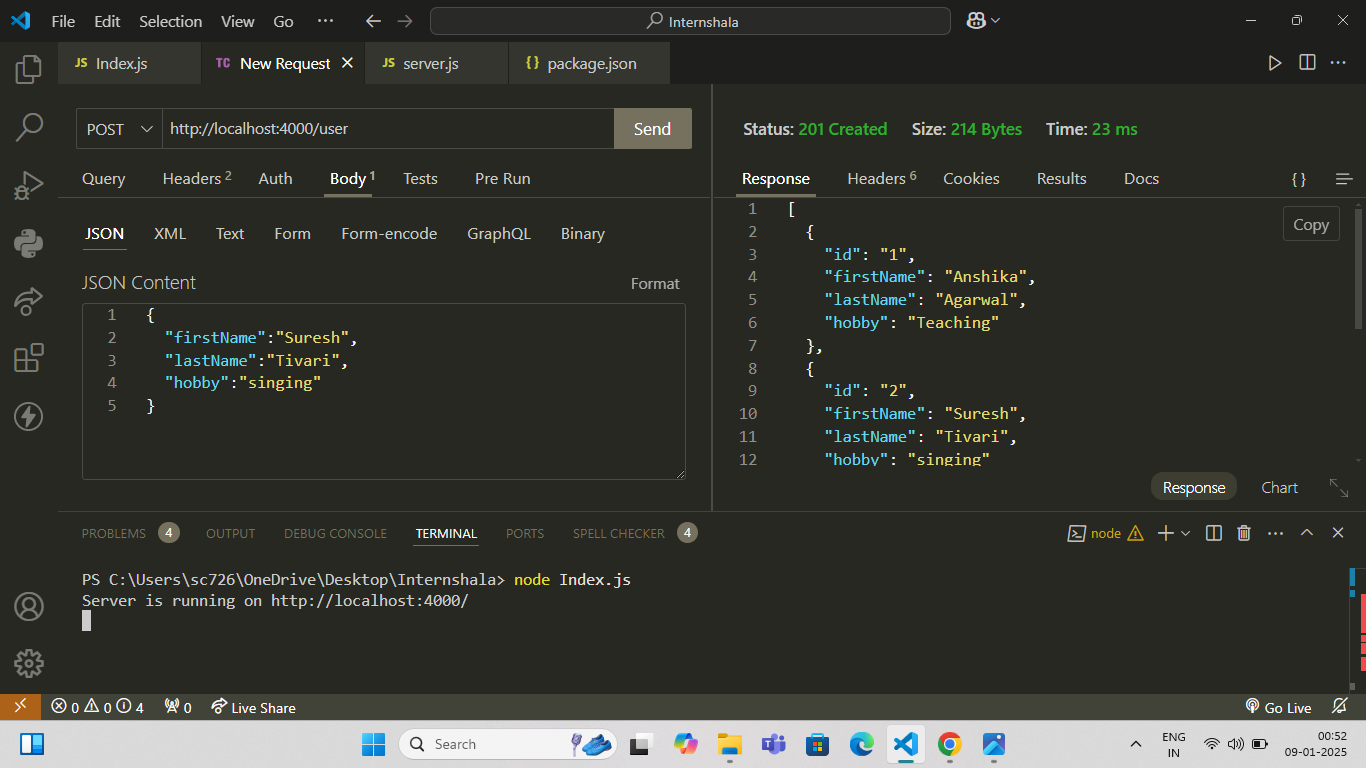 File Edit Selection View Go ··· Internshala
JS Index.js TC New Request JS server.js {} package.json
POST http://localhost:4000/user Send
Status: 201 Created Size: 214 Bytes Time: 23 ms
Query Headers 2 Auth Body 1 Tests Pre Run
Response Headers 6 Cookies Results Docs {}
JSON XML Text Form Form-encode GraphQL Binary
JSON Content Format
1 {
2 "firstName":"Suresh",
3 "lastName":"Tivari",
4 "hobby":"singing"
5 }
Copy
1 [
2 {
3 "id": "1",
4 "firstName": "Anshika",
5 "lastName": "Agarwal",
6 "hobby": "Teaching"
7 },
8 {
9 "id": "2",
10 "firstName": "Suresh",
11 "lastName": "Tivari",
12 "hobby": "singing"
Response Chart
PROBLEMS 4 OUTPUT DEBUG CONSOLE TERMINAL PORTS SPELL CHECKER 4 node
PS C:\Users\sc726\OneDrive\Desktop\Internshala> node Index.js
Server is running on http://localhost:4000/
0 0 4 0 Live Share Go Live
Search ENG 00:52
IN 09-01-2025